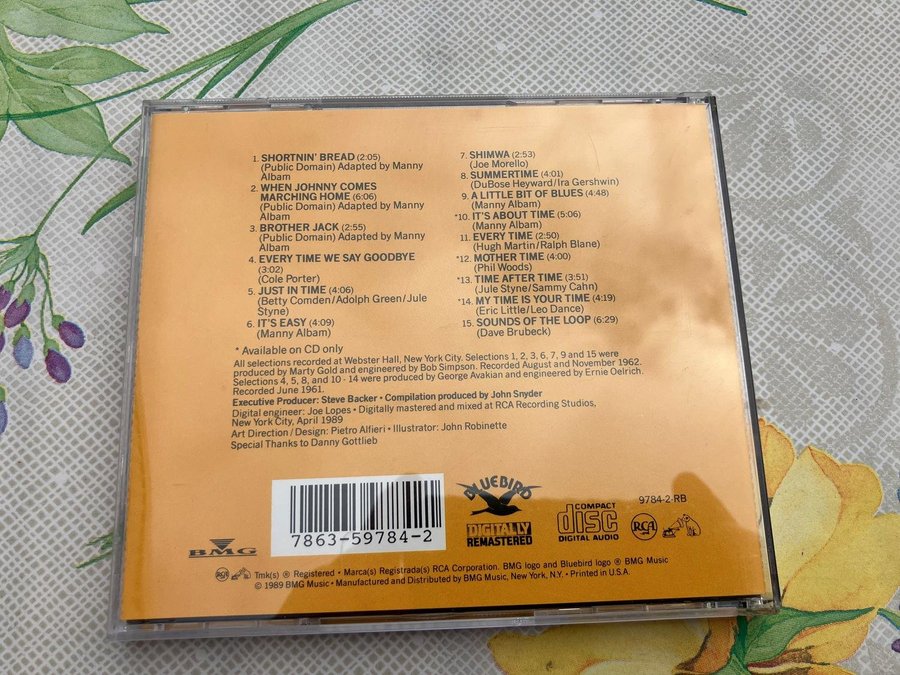 1. SHORTNIN' BREAD (2:05)
(Public Domain) Adapted by Manny
Albam
2. WHEN JOHNNY COMES
MARCHING HOME (6:06)
(Public Domain) Adapted by Manny
Albam
3. BROTHER JACK (2:55)
(Public Domain) Adapted by Manny
Albam
4. EVERY TIME WE SAY GOODBYE
(3:02)
(Cole Porter)
5. JUST IN TIME (4:06)
(Betty Comden/Adolph Green/Jule
Styne)
6. IT'S EASY (4:09)
(Manny Albam)
7. SHIMWA (2:53)
(Joe Morello)
8. SUMMERTIME (4:01)
(DuBose Heyward/Ira Gershwin)
9. A LITTLE BIT OF BLUES (4:48)
(Manny Albam)
*10. IT'S ABOUT TIME (5:06)
(Manny Albam)
11. EVERY TIME (2:50)
(Hugh Martin/Ralph Blane)
*12. MOTHER TIME (4:00)
(Phil Woods)
*13. TIME AFTER TIME (3:51)
(Jule Styne/Sammy Cahn)
*14. MY TIME IS YOUR TIME (4:19)
(Eric Little/Leo Dance)
15. SOUNDS OF THE LOOP (6:29)
(Dave Brubeck)
* Available on CD only
All selections recorded at Webster Hall, New York City. Selections 1, 2, 3, 6, 7, 9 and 15 were
produced by Marty Gold and engineered by Bob Simpson. Recorded August and November 1962.
Selections 4, 5, 8, and 10 - 14 were produced by George Avakian and engineered by Ernie Oelrich.
Recorded June 1961.
Executive Producer: Steve Backer • Compilation produced by John Snyder
Digital engineer: Joe Lopes • Digitally mastered and mixed at RCA Recording Studios,
New York City, April 1989
Art Direction/Design: Pietro Alfieri • Illustrator: John Robinette
Special Thanks to Danny Gottlieb
BMG
7863-59784-2
BLUEBIRD
DIGITALLY
REMASTERED
COMPACT
disc
DIGITAL AUDIO
9784-2-RB
RCA
RCA Tmk(s) ® Registered • Marca(s) Registrada(s) RCA Corporation. BMG logo and Bluebird logo ® BMG Music
© 1989 BMG Music • Manufactured and Distributed by BMG Music, New York, N.Y. • Printed in U.S.A.